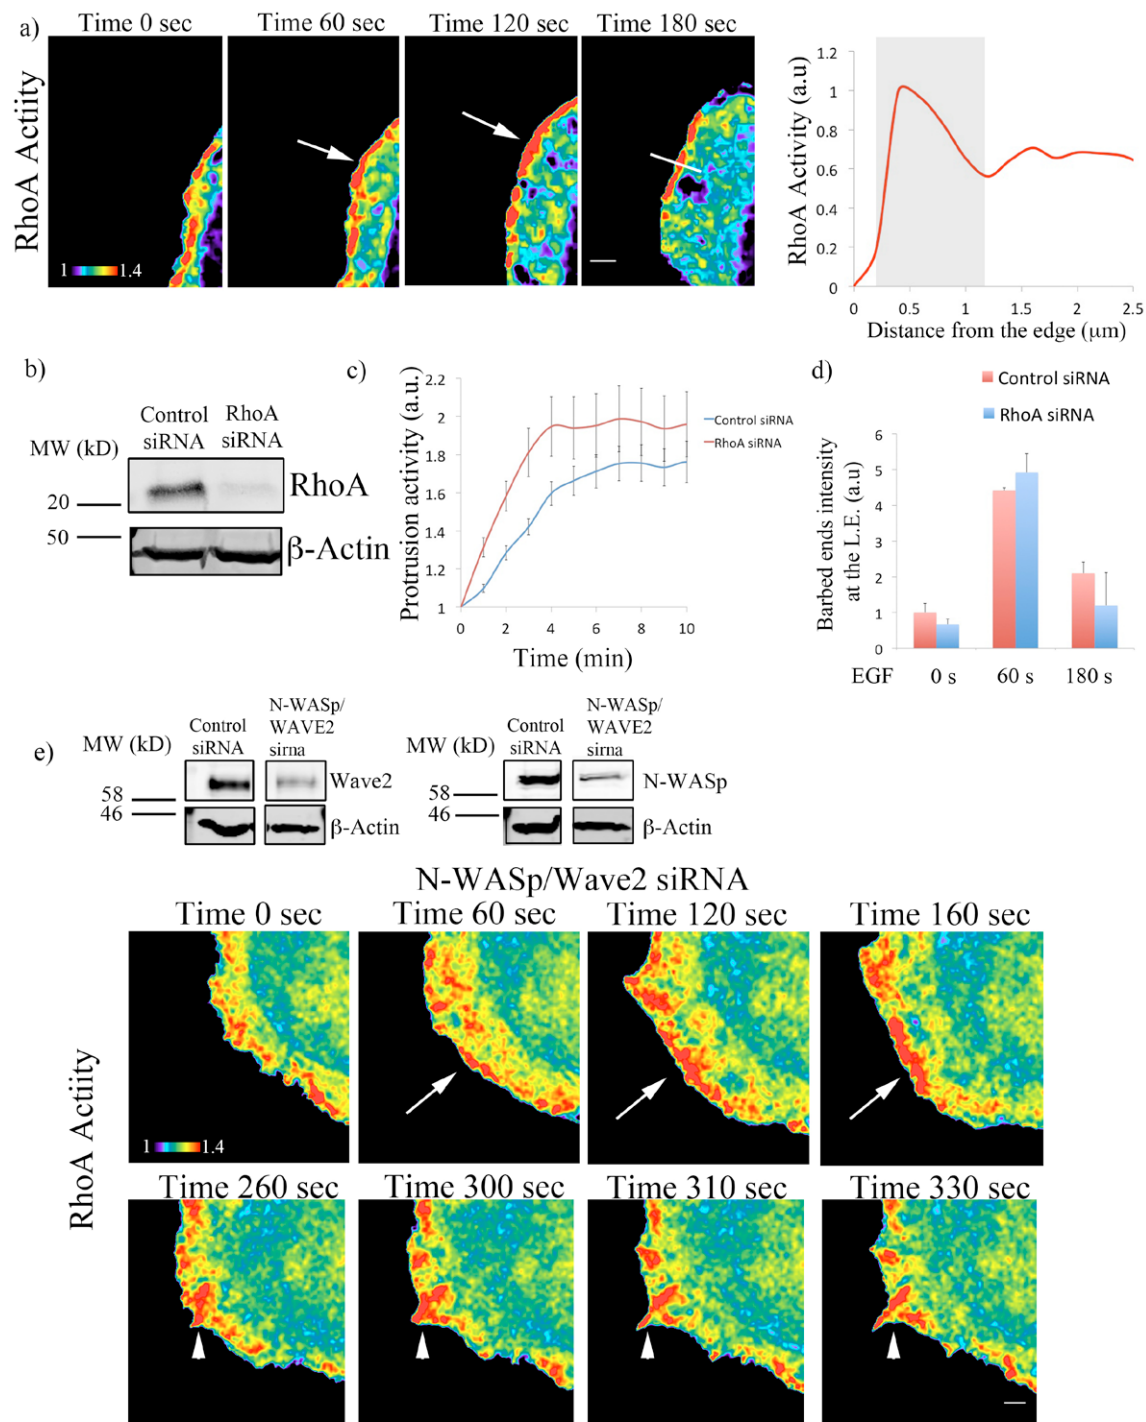 a)
Time 0 sec
Time 60 sec
Time 120 sec
Time 180 sec
RhoA Actiity
1
1.4
RhoA Activity (a.u)
1.2
1
0.8
0.6
0.4
0.2
0
0
0.5
1
1.5
2
2.5
Distance from the edge (μm)
b)
Control siRNA
RhoA siRNA
MW (kD)
20
50
RhoA
β-Actin
c)
Protrusion activity (a.u.)
2.2
2
1.8
1.6
1.4
1.2
1
0
2
4
6
8
10
Time (min)
Control siRNA
RhoA siRNA
d)
Control siRNA
RhoA siRNA
Barbed ends intensity
at the L.E. (a.u)
6
5
4
3
2
1
0
EGF
0 s
60 s
180 s
e)
MW (kD)
Control
siRNA
N-WASp/
WAVE2
sirna
58
46
Wave2
β-Actin
MW (kD)
Control
siRNA
N-WASp/
WAVE2
sirna
58
46
N-WASp
β-Actin
N-WASp/Wave2 siRNA
Time 0 sec
Time 60 sec
Time 120 sec
Time 160 sec
RhoA Actiity
1
1.4
Time 260 sec
Time 300 sec
Time 310 sec
Time 330 sec